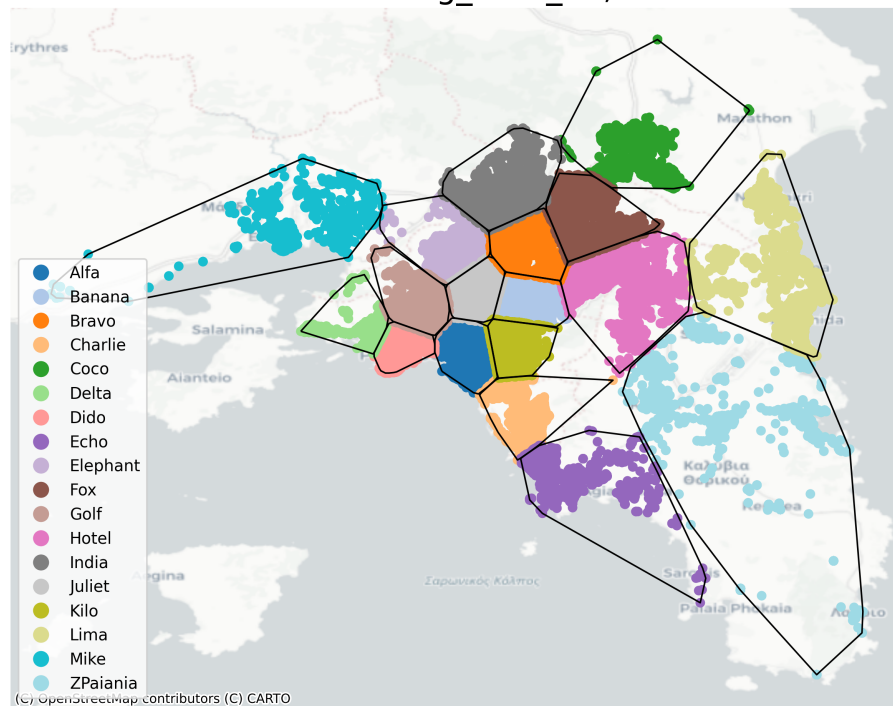 Erythres
Marathon
Salamina
Aianteio
Καλύβια
Θορικού
Σαρωνικός Κόλπος
Palaia Phokaia
Alfa
Banana
Bravo
Charlie
Coco
Delta
Dido
Echo
Elephant
Fox
Golf
Hotel
India
Juliet
Kilo
Lima
Mike
ZPaiania
(C) OpenStreetMap contributors (C) CARTO